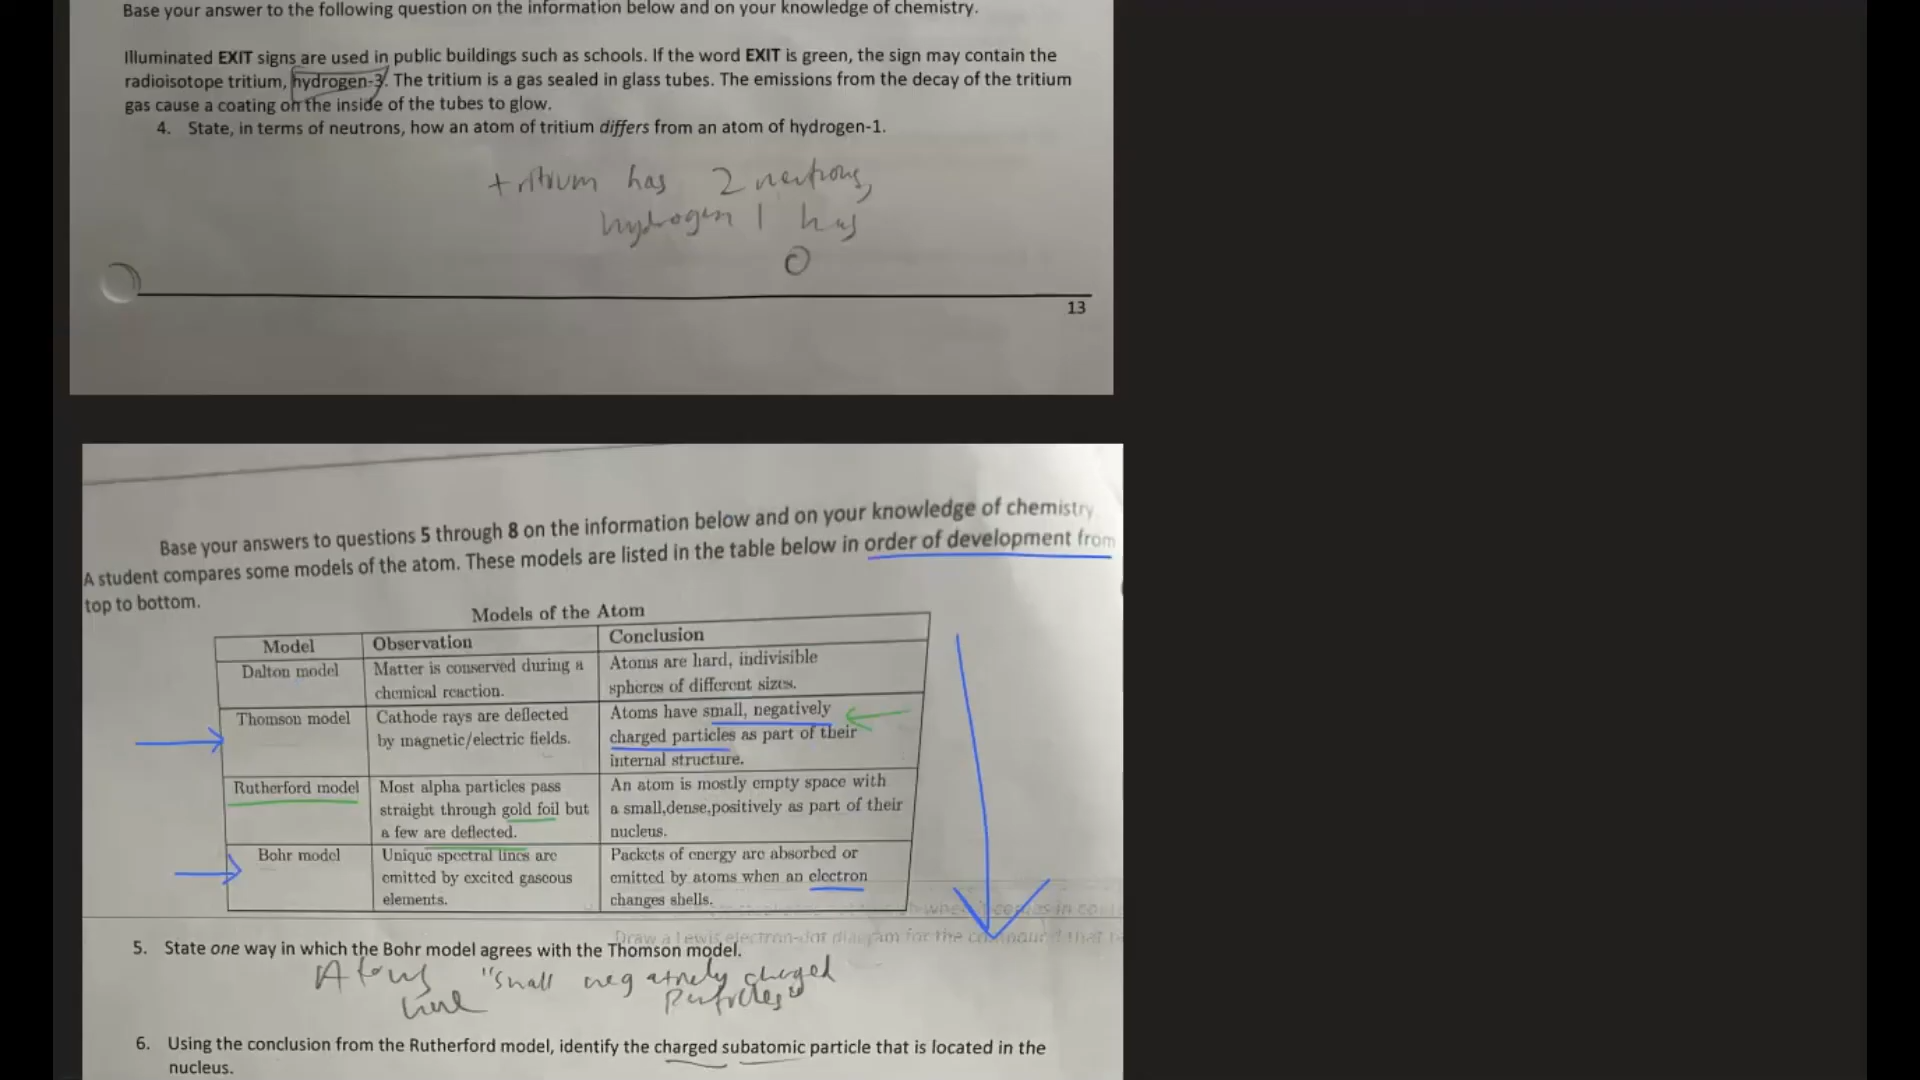 Base your answer to the following question on the information below and on your knowledge of chemistry.
Illuminated EXIT signs are used in public buildings such as schools. If the word EXIT is green, the sign may contain the
radioisotope tritium, hydrogen-3. The tritium is a gas sealed in glass tubes. The emissions from the decay of the tritium
gas cause a coating on the inside of the tubes to glow.
4. State, in terms of neutrons, how an atom of tritium differs from an atom of hydrogen-1.
tritium has 2 neutrons,
hydrogen 1 has
0
13
Base your answers to questions 5 through 8 on the information below and on your knowledge of chemistry
A student compares some models of the atom. These models are listed in the table below in order of development from
top to bottom.
Models of the Atom
Model Observation Conclusion
Dalton model Matter is conserved during a Atoms are hard, indivisible
chemical reaction. spheres of different sizes.
Thomson model Cathode rays are deflected Atoms have small, negatively
by magnetic/electric fields. charged particles as part of their
internal structure.
Rutherford model Most alpha particles pass An atom is mostly empty space with
straight through gold foil but a small,dense,positively as part of their
a few are deflected. nucleus.
Bohr model Unique spectral lines are Packets of energy are absorbed or
emitted by excited gaseous emitted by atoms when an electron
elements. changes shells.
Draw a Lewis electron-dot diagram for the compound that
5. State one way in which the Bohr model agrees with the Thomson model.
Atoms "small negatively charged
have particles"
6. Using the conclusion from the Rutherford model, identify the charged subatomic particle that is located in the
nucleus.